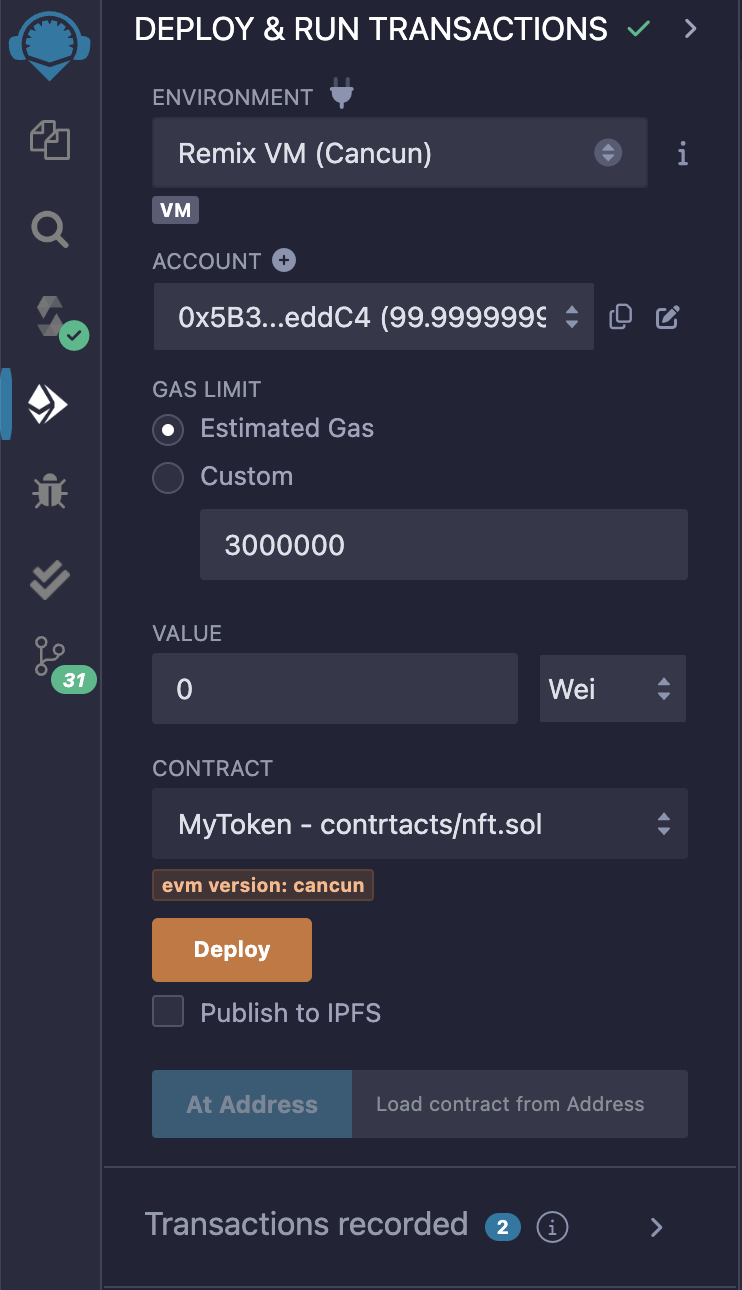 DEPLOY & RUN TRANSACTIONS
ENVIRONMENT
Remix VM (Cancun)
VM
ACCOUNT
0x5B3...eddC4 (99.9999999
GAS LIMIT
Estimated Gas
Custom
3000000
VALUE
0 Wei
31
CONTRACT
MyToken - contrtacts/nft.sol
evm version: cancun
Deploy
Publish to IPFS
At Address Load contract from Address
Transactions recorded 2